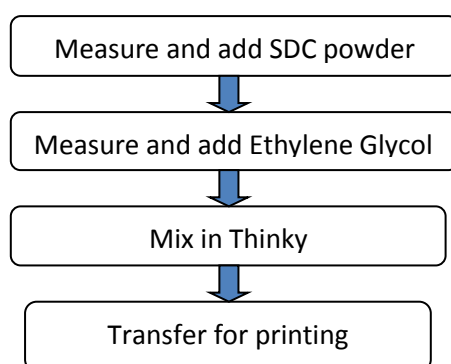 Measure and add SDC powder
Measure and add Ethylene Glycol
Mix in Thinky
Transfer for printing